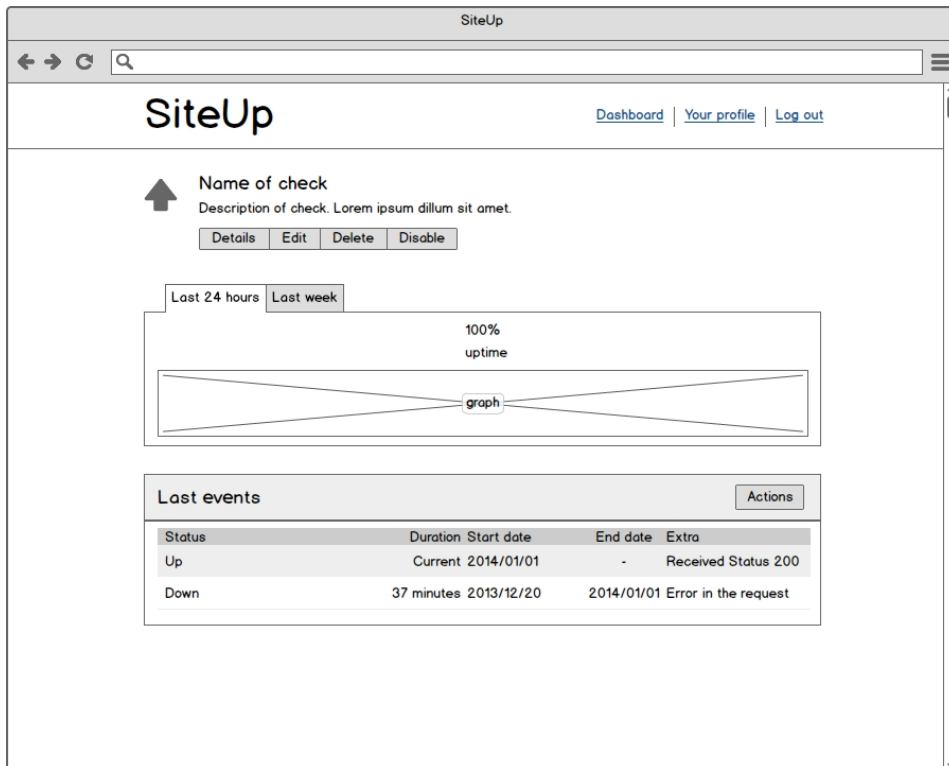 SiteUp
SiteUp
Dashboard Your profile Log out
Name of check
Description of check. Lorem ipsum dillum sit amet.
Details Edit Delete Disable
Last 24 hours Last week
100%
uptime
graph
Last events Actions
Status Duration Start date End date Extra
Up Current 2014/01/01 - Received Status 200
Down 37 minutes 2013/12/20 2014/01/01 Error in the request